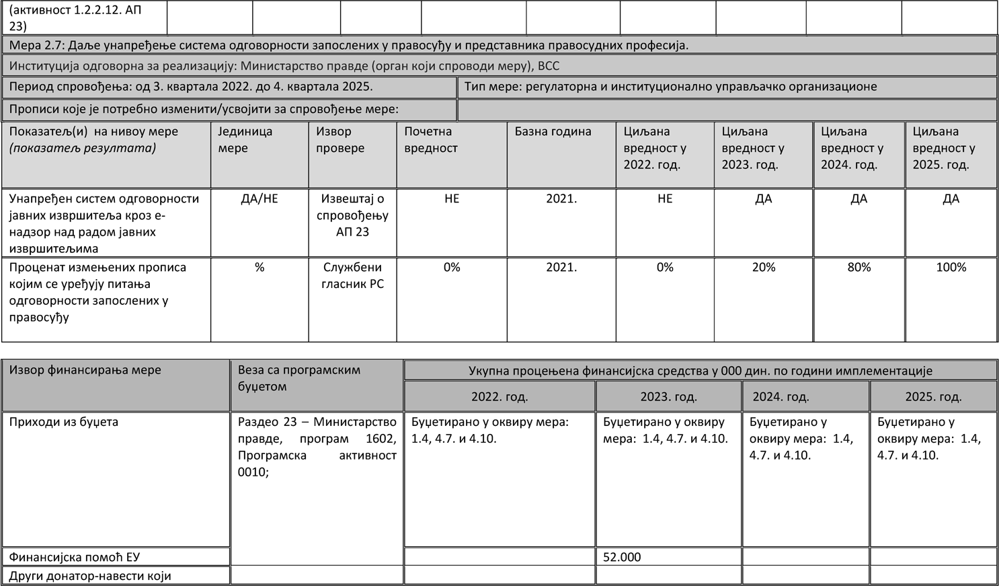 (активност 1.2.2.12. АП
23)
Мера 2.7: Даље унапређење система одговорности запослених у правосуђу и представника правосудних професија.
Институција одговорна за реализацију: Министарство правде (орган који спроводи меру), ВСС
Период спровођења: од 3. квартала 2022. до 4. квартала 2025.
Тип мере: регулаторна и институционално управљачко организационе
Прописи које је потребно изменити/усвојити за спровођење мере:
Показатељ(и) на нивоу мере
(показатељ резултата)
Јединица
мере
Извор
провере
Почетна
вредност
Базна година
Циљана
вредност у
2022. год.
Циљана
вредност у
2023. год.
Циљана
вредност у
2024. год.
Циљана
вредност у
2025. год.
Унапређен систем одговорности
јавних извршитеља кроз е-
надзор над радом јавних
извршитељима
ДА/НЕ
Извештај о
спровођењу
АП 23
НЕ
2021.
НЕ
ДА
ДА
ДА
Проценат измењених прописа
којим се уређују питања
одговорности запослених у
правосуђу
%
Службени
гласник РС
0%
2021.
0%
20%
80%
100%
Извор финансирања мере
Веза са програмским
буџетом
Укупна процењена финансијска средства у 000 дин. по години имплементације
2022. год.
2023. год.
2024. год.
2025. год.
Приходи из буџета
Раздео 23 – Министарство
правде, програм 1602,
Програмска активност
0010;
Буџетирано у оквиру мера:
1.4, 4.7. и 4.10.
Буџетирано у оквиру
мера: 1.4, 4.7. и 4.10.
Буџетирано у
оквиру мера: 1.4,
4.7. и 4.10.
Буџетирано у
оквиру мера: 1.4,
4.7. и 4.10.
Финансијска помоћ ЕУ
52.000
Други донатор-навести који